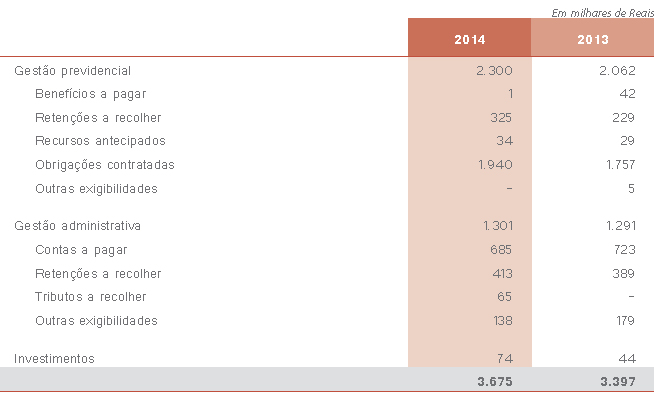 Em milhares de Reais
2014 2013
Gestão previdencial 2.300 2.062
Benefícios a pagar 1 42
Retenções a recolher 325 229
Recursos antecipados 34 29
Obrigações contratadas 1.940 1.757
Outras exigibilidades – 5
Gestão administrativa 1.301 1.291
Contas a pagar 685 723
Retenções a recolher 413 389
Tributos a recolher 65 –
Outras exigibilidades 138 179
Investimentos 74 44
3.675 3.397